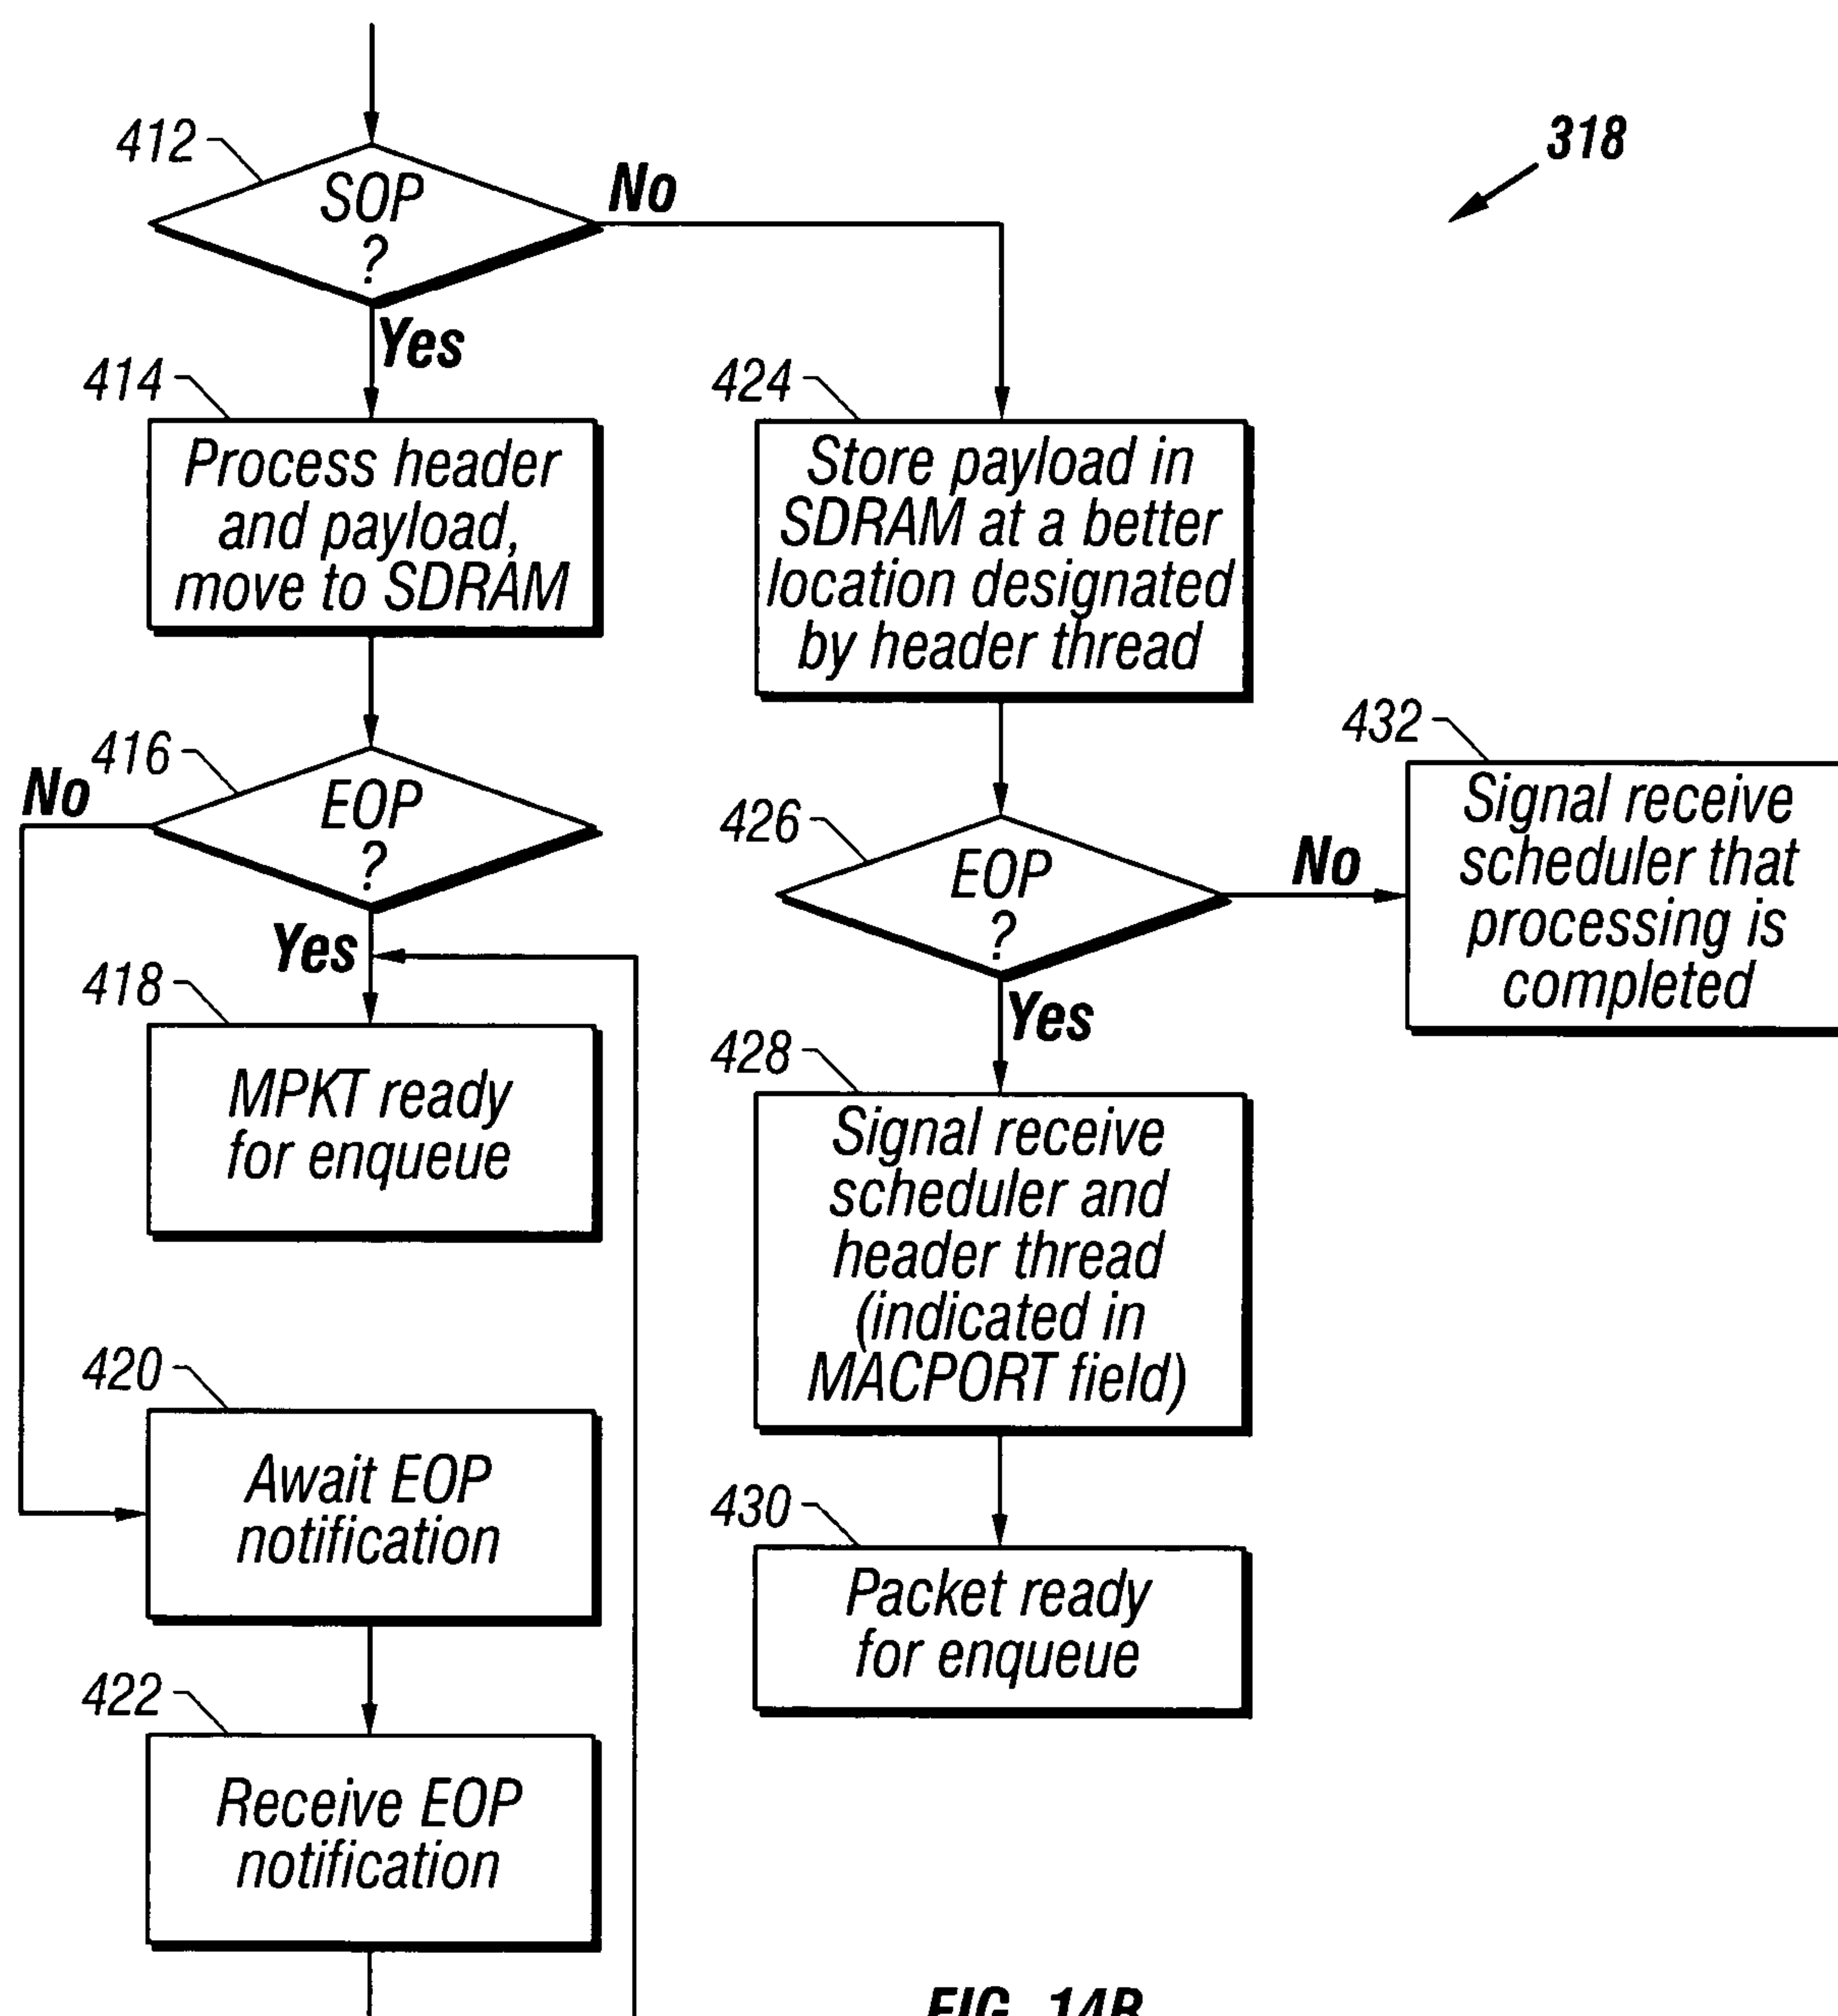 318
412
SOP
?
No
Yes
414
Process header
and payload,
move to SDRAM
416
No
EOP
?
Yes
418
MPKT ready
for enqueue
420
Await EOP
notification
422
Receive EOP
notification
424
Store payload in
SDRAM at a better
location designated
by header thread
426
EOP
?
No
Yes
428
Signal receive
scheduler and
header thread
(indicated in
MACPORT field)
430
Packet ready
for enqueue
432
Signal receive
scheduler that
processing is
completed
FIG. 14B